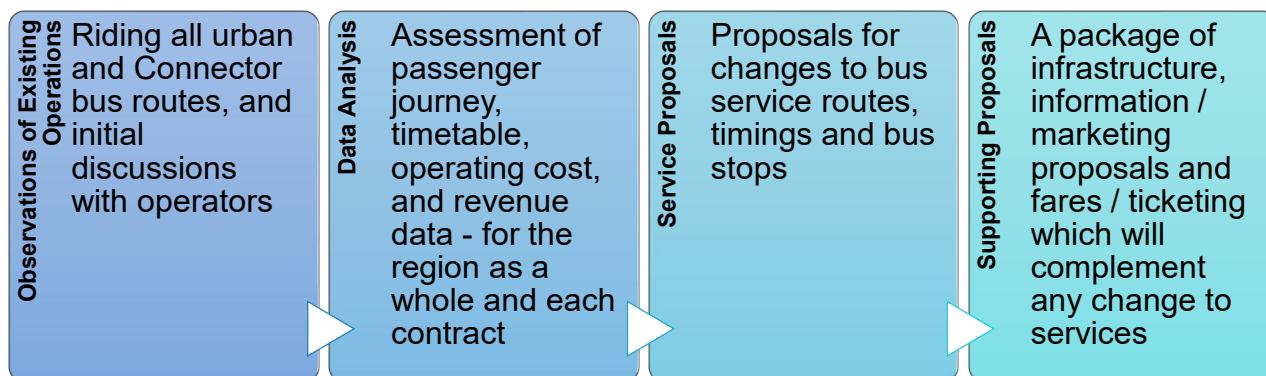 Observations of Existing
Operations
Riding all urban
and Connector
bus routes, and
initial
discussions
with operators
Data Analysis
Assessment of
passenger
journey,
timetable,
operating cost,
and revenue
data - for the
region as a
whole and each
contract
Service Proposals
Proposals for
changes to bus
service routes,
timings and bus
stops
Supporting Proposals
A package of
infrastructure,
information /
marketing
proposals and
fares / ticketing
which will
complement
any change to
services